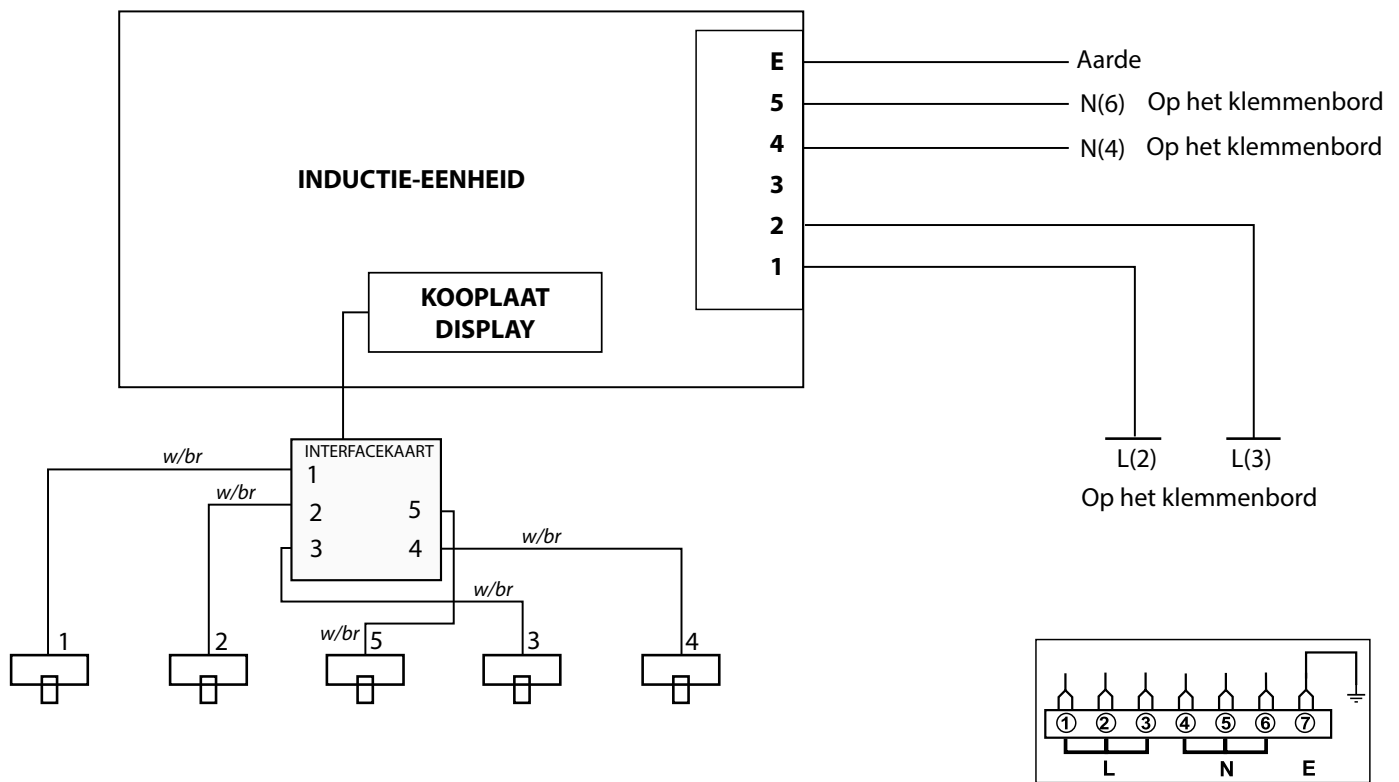 E
Aarde
5
N(6) Op het klemmenbord
4
N(4) Op het klemmenbord
INDUCTIE-EENHEID
3
2
1
KOOPLAAT
DISPLAY
L(2) L(3)
Op het klemmenbord
INTERFACEKAART
w/br
1
w/br
2 5
3 4
w/br
w/br
w/br
1 2 5 3 4
1 2 3 4 5 6 7
L N E